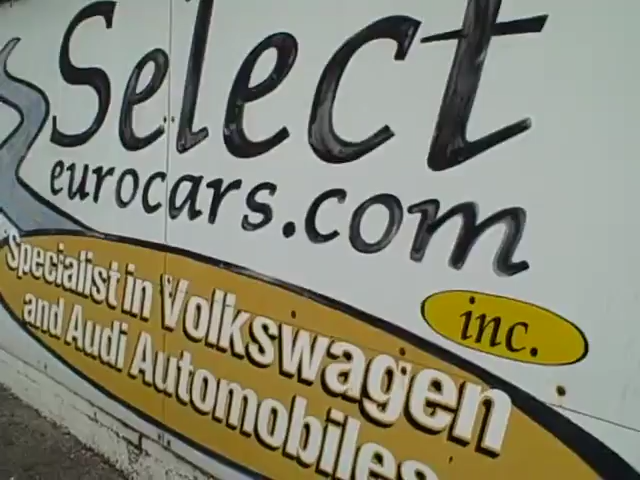 Select
eurocars.com
inc.
Specialist in Volkswagen
and Audi Automobiles